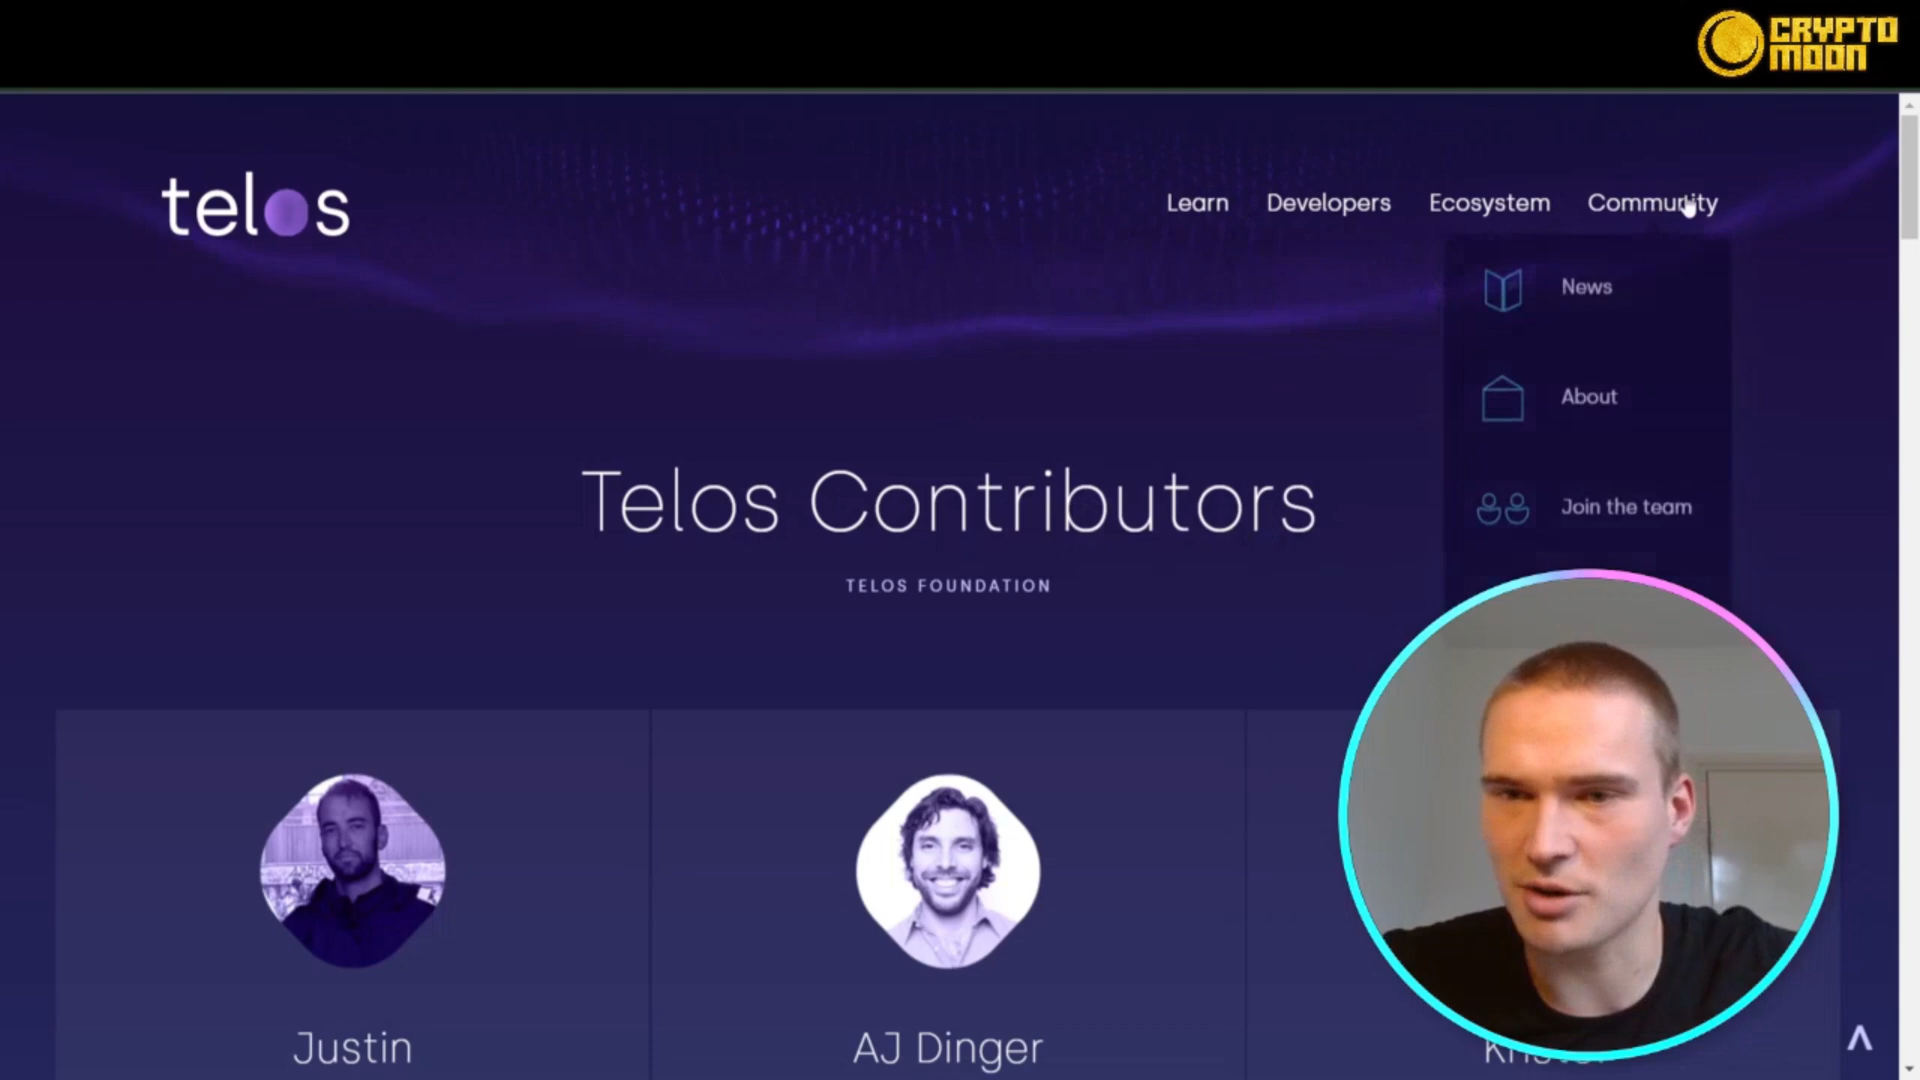 CRYPTO
MOON
telos
Learn Developers Ecosystem Community
News
About
Join the team
Telos Contributors
TELOS FOUNDATION
Justin
AJ Dinger